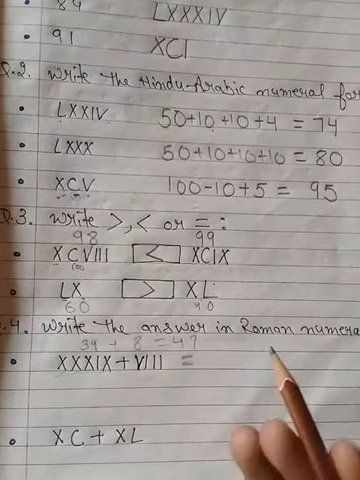 84 LXXXIV
91 XCI
Q.2. Write the Hindu-Arabic numeral for
LXXIV 50+10+10+4 = 74
LXXX 50+10+10+10 = 80
XCV 100-10+5 = 95
Q.3. Write >, < or = :
98 99
XCVIII < XCIX
100
LX > XL
60 40
Q.4. Write the answer in Roman numera
39 + 8 = 47
XXXIX + VIII =
XC + XL